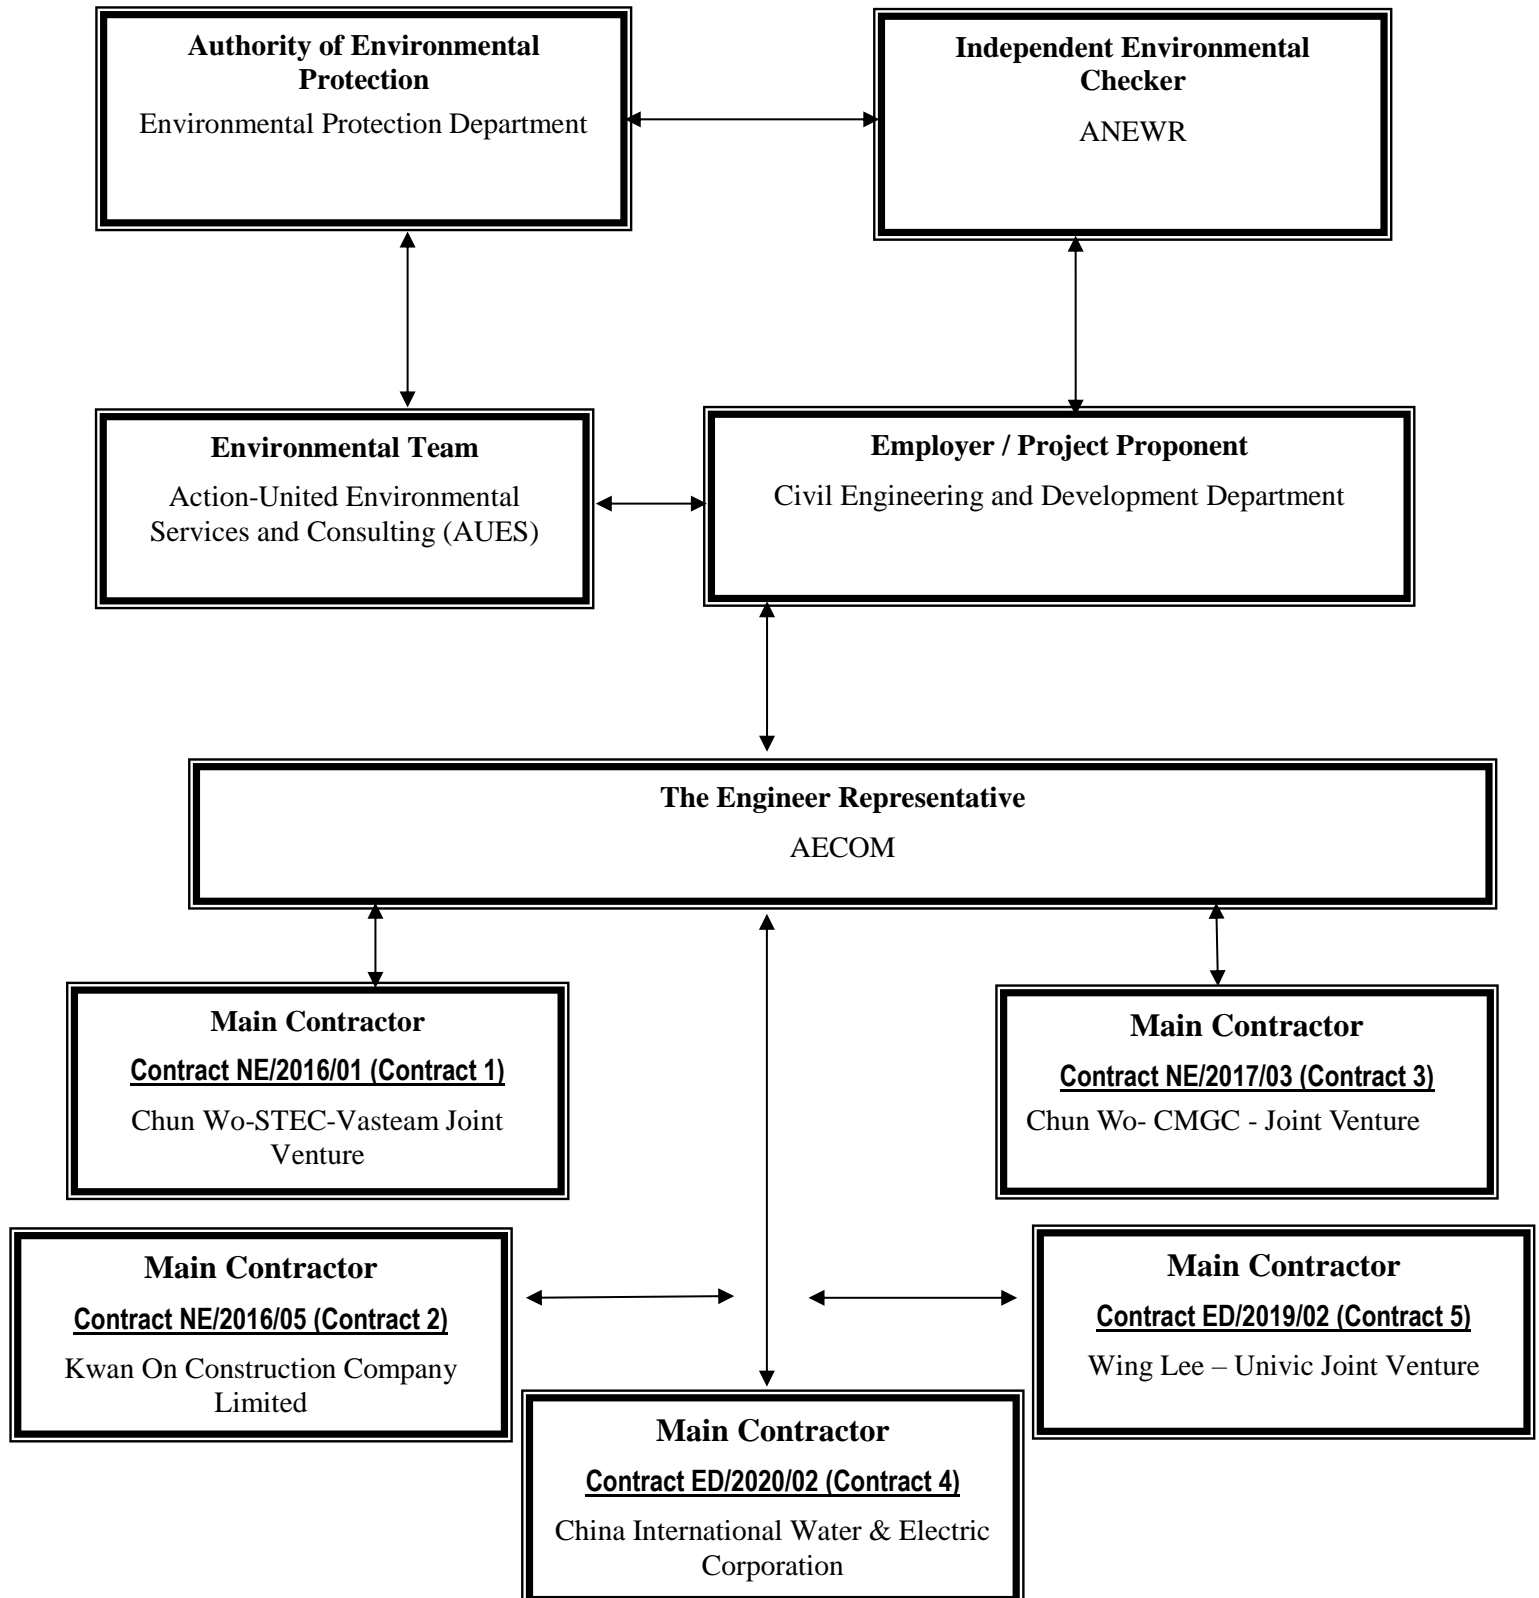 Authority of Environmental
Protection
Environmental Protection Department
Independent Environmental
Checker
ANEWR
Environmental Team
Action-United Environmental
Services and Consulting (AUES)
Employer / Project Proponent
Civil Engineering and Development Department
The Engineer Representative
AECOM
Main Contractor
Contract NE/2016/01 (Contract 1)
Chun Wo-STEC-Vasteam Joint
Venture
Main Contractor
Contract NE/2017/03 (Contract 3)
Chun Wo- CMGC - Joint Venture
Main Contractor
Contract NE/2016/05 (Contract 2)
Kwan On Construction Company
Limited
Main Contractor
Contract ED/2019/02 (Contract 5)
Wing Lee – Univic Joint Venture
Main Contractor
Contract ED/2020/02 (Contract 4)
China International Water & Electric
Corporation